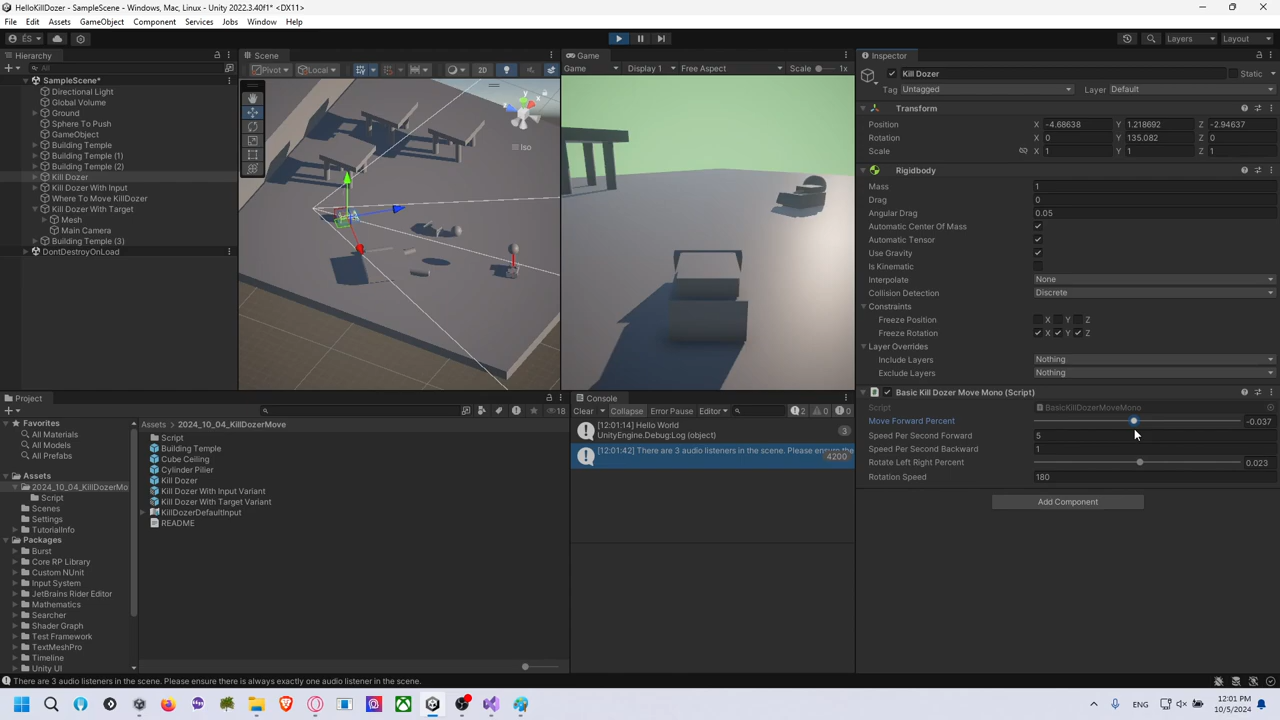 HelloKillDozer - SampleScene - Windows, Mac, Linux - Unity 2022.3.40f1* <DX11>
File Edit Assets GameObject Component Services Jobs Window Help
ÉS
Layers Layout
Hierarchy
All
SampleScene*
Directional Light
Global Volume
Ground
Sphere To Push
GameObject
Building Temple
Building Temple (1)
Building Temple (2)
Kill Dozer
Kill Dozer With Input
Where To Move KillDozer
Kill Dozer With Target
Mesh
Main Camera
Building Temple (3)
DontDestroyOnLoad
Scene
Pivot Local 2D
y
x
z
Iso
Game
Game Display 1 Free Aspect Scale 1x
Inspector
Kill Dozer Static
Tag Untagged Layer Default
Transform
Position X -4.68638 Y 1.218692 Z -2.94637
Rotation X 0 Y 135.082 Z 0
Scale X 1 Y 1 Z 1
Rigidbody
Mass 1
Drag 0
Angular Drag 0.05
Automatic Center Of Mass
Automatic Tensor
Use Gravity
Is Kinematic
Interpolate None
Collision Detection Discrete
Constraints
Freeze Position X Y Z
Freeze Rotation X Y Z
Layer Overrides
Include Layers Nothing
Exclude Layers Nothing
Basic Kill Dozer Move Mono (Script)
Script BasicKillDozerMoveMono
Move Forward Percent -0.037
Speed Per Second Forward 5
Speed Per Second Backward 1
Rotate Left Right Percent 0.023
Rotation Speed 180
Add Component
Project
18
Favorites
All Materials
All Models
All Prefabs
Assets
2024_10_04_KillDozerMo
Script
Scenes
Settings
TutorialInfo
Packages
Burst
Core RP Library
Custom NUnit
Input System
JetBrains Rider Editor
Mathematics
Searcher
Shader Graph
Test Framework
TextMeshPro
Timeline
Unity UI
Assets > 2024_10_04_KillDozerMove
Script
Building Temple
Cube Ceiling
Cylinder Pilier
Kill Dozer
Kill Dozer With Input Variant
Kill Dozer With Target Variant
KillDozerDefaultInput
README
Console
Clear Collapse Error Pause Editor 2 0 0
[12:01:14] Hello World
UnityEngine.Debug:Log (object)
3
[12:01:42] There are 3 audio listeners in the scene. Please ensure the
4200
There are 3 audio listeners in the scene. Please ensure there is always exactly one audio listener in the scene.
ENG
12:01 PM
10/5/2024